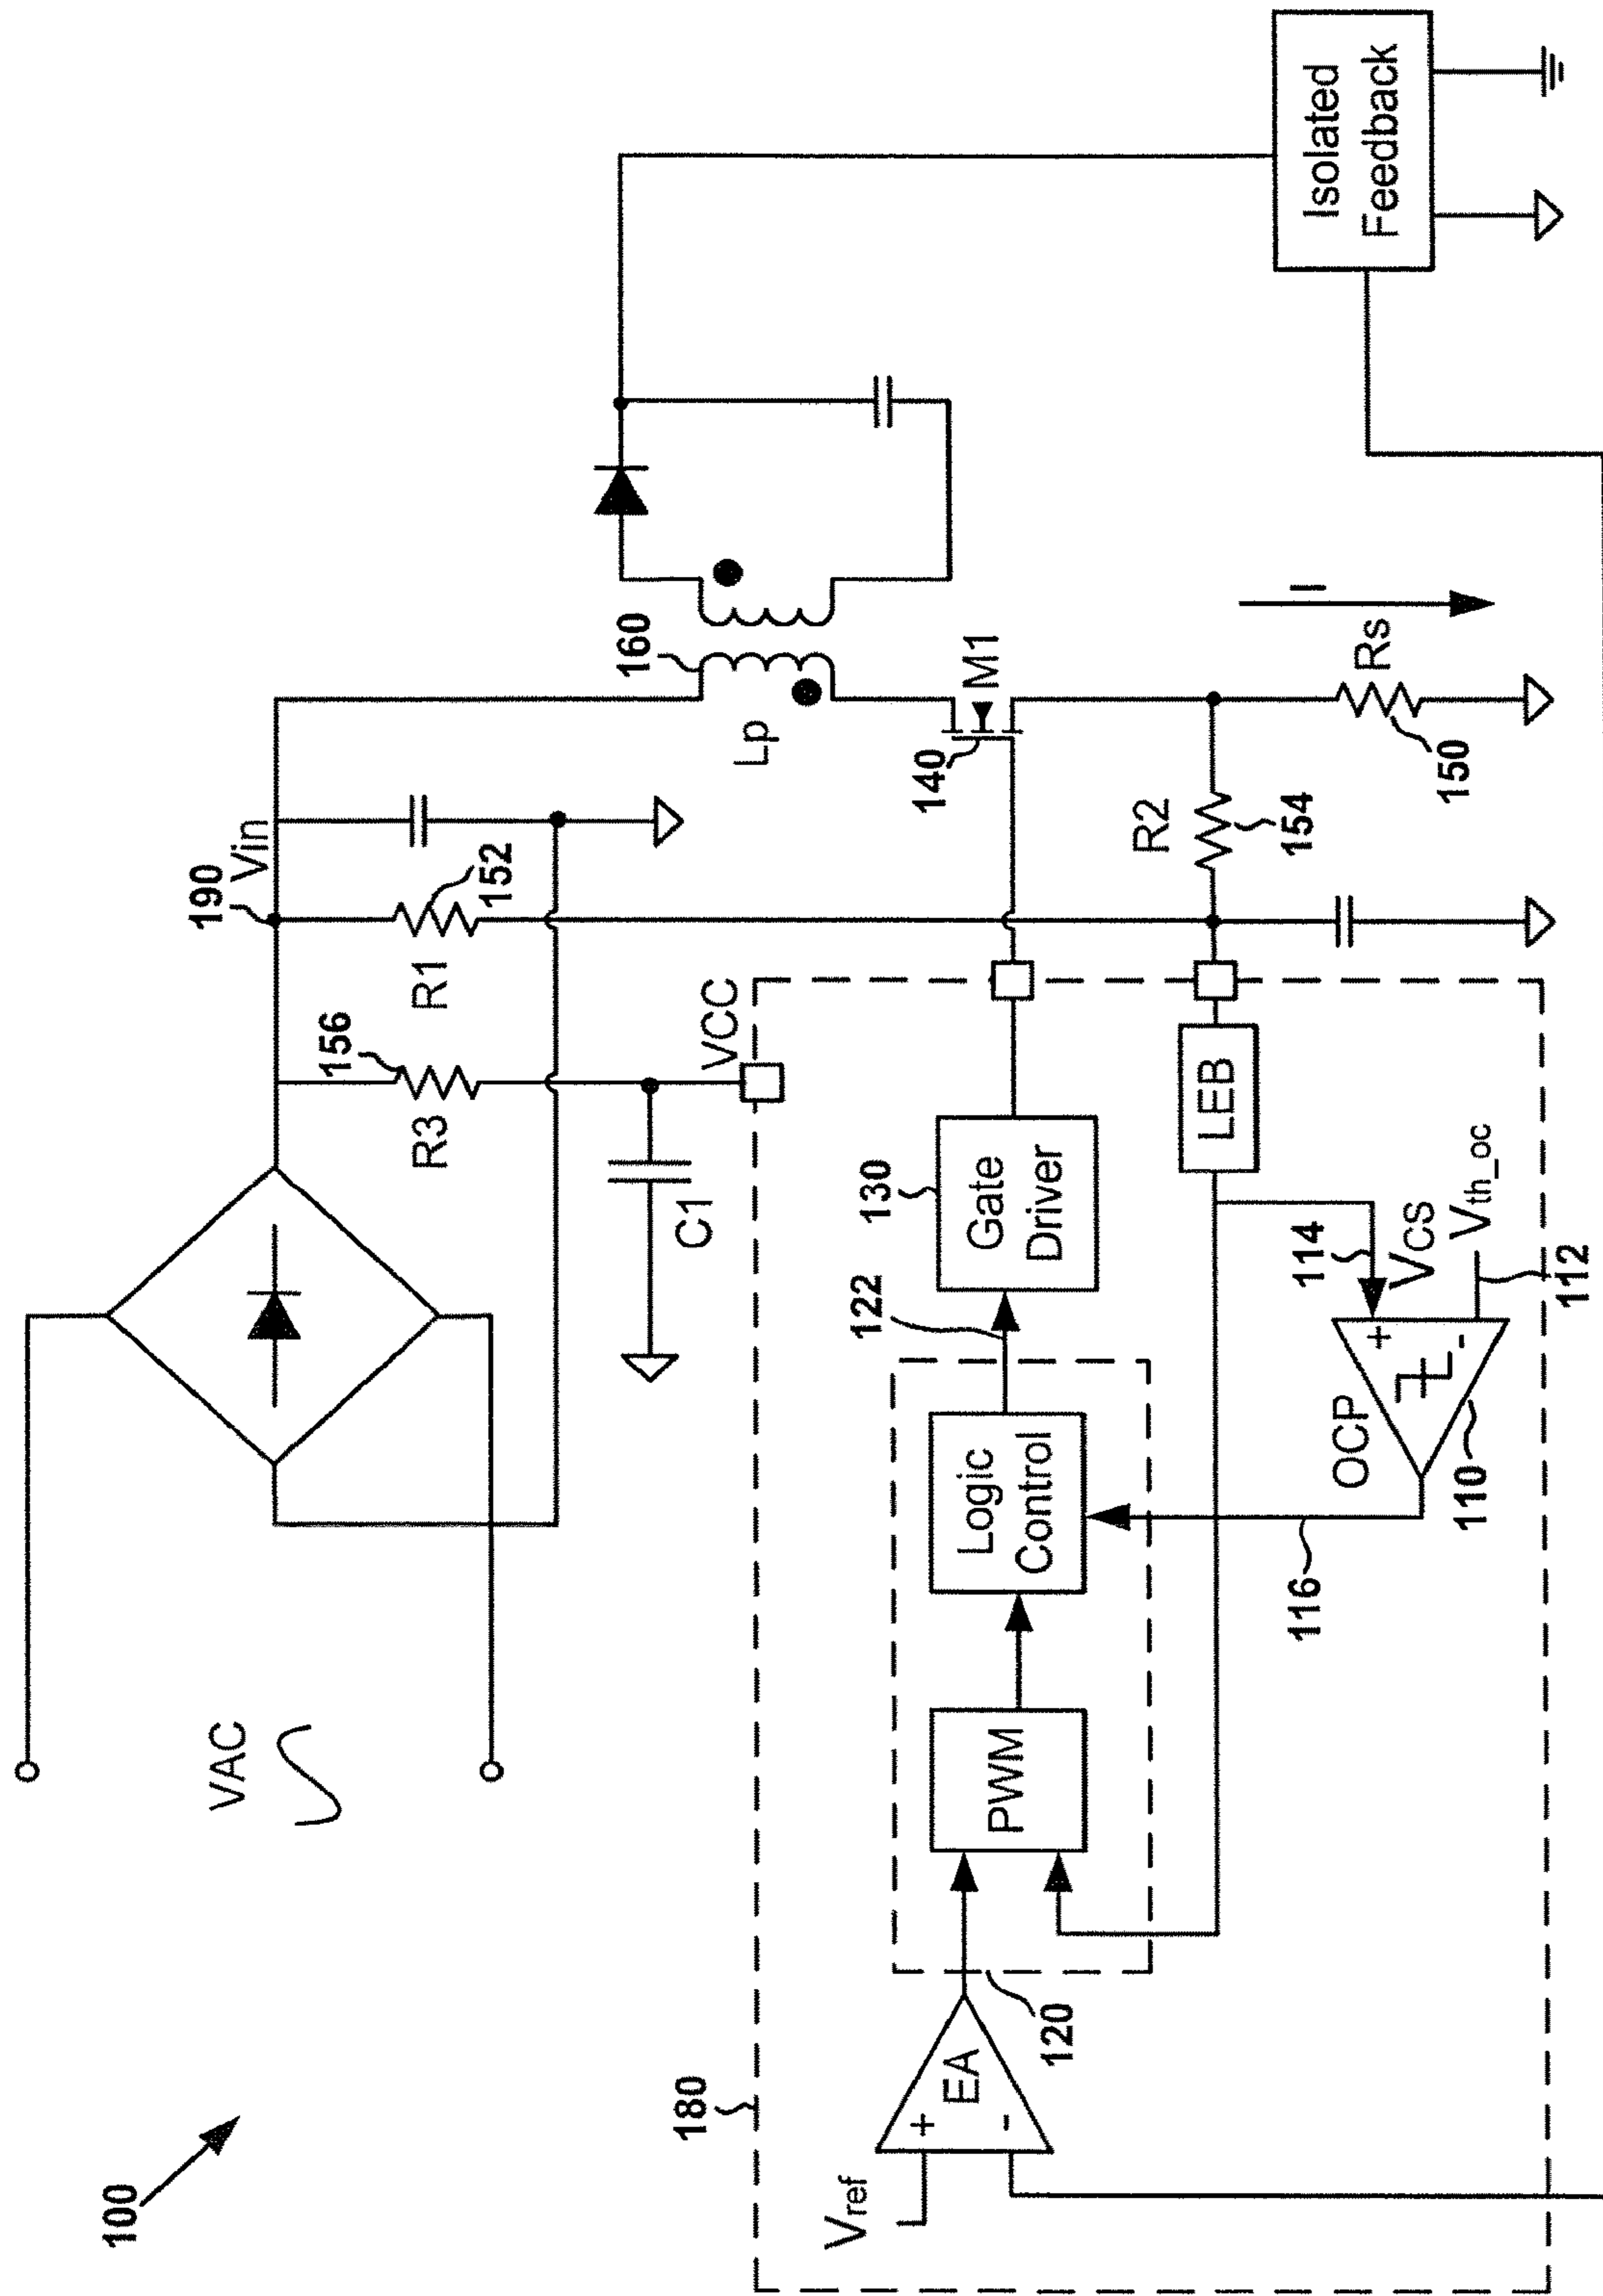 100
VAC
190
Vin
R3
156
R1
152
C1
VCC
160
Lp
M1
140
Isolated
Feedback
180
Vref
+
-
EA
120
PWM
Logic
Control
122
130
Gate
Driver
LEB
R2
154
Rs
150
I
116
OCP
110
+
-
114
VCS
Vth_oc
112